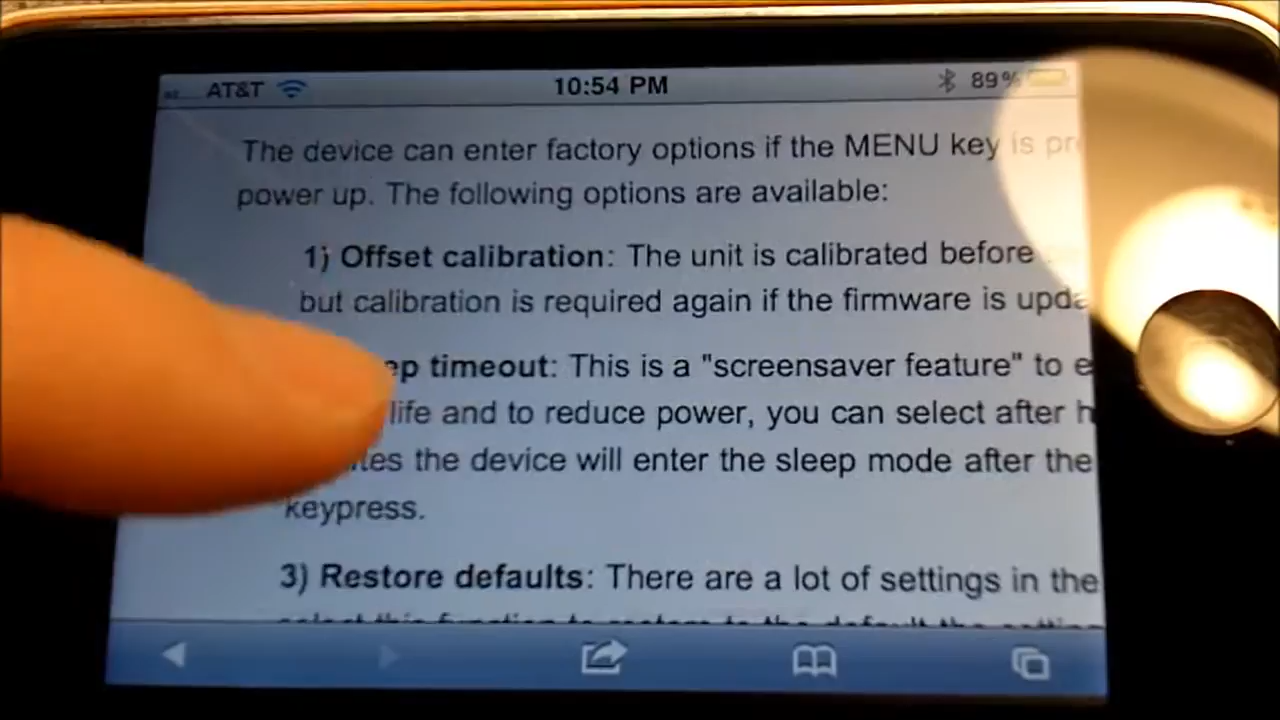 AT&T 10:54 PM 89%
The device can enter factory options if the MENU key is
power up. The following options are available:
1) Offset calibration: The unit is calibrated before
but calibration is required again if the firmware is
timeout: This is a "screensaver feature" to
life and to reduce power, you can select after
the device will enter the sleep mode after the
keypress.
3) Restore defaults: There are a lot of settings in the